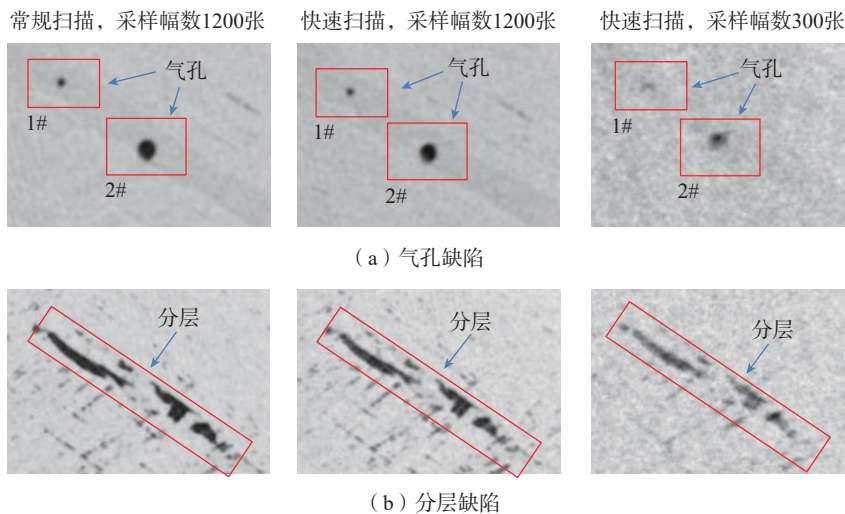 常规扫描，采样幅数1200张
快速扫描，采样幅数1200张
快速扫描，采样幅数300张
气孔
1#
2#
气孔
1#
2#
气孔
1#
2#
（a）气孔缺陷
分层
分层
分层
（b）分层缺陷